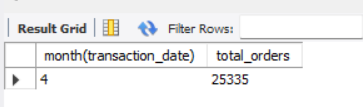 Result Grid Filter Rows:
month(transaction_date) total_orders
4 25335